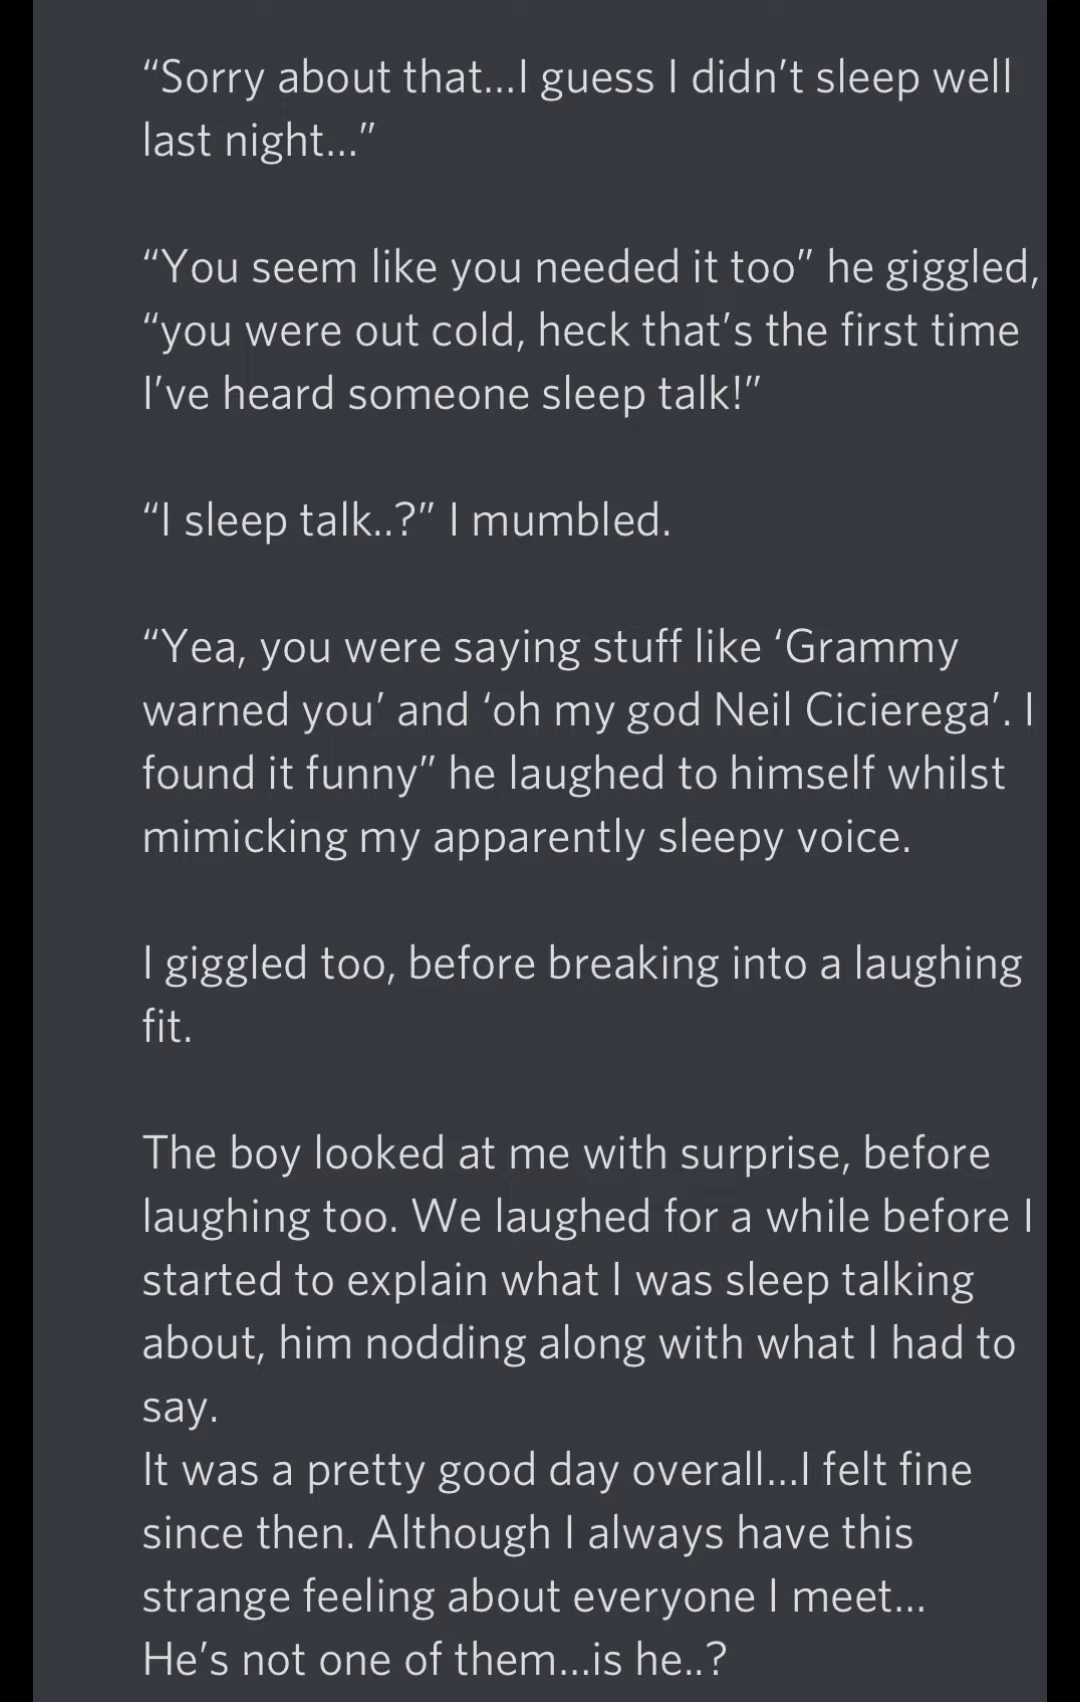 “Sorry about that...I guess I didn’t sleep well
last night...”
“You seem like you needed it too” he giggled,
“you were out cold, heck that’s the first time
I’ve heard someone sleep talk!”
“I sleep talk..?” I mumbled.
“Yea, you were saying stuff like ‘Grammy
warned you’ and ‘oh my god Neil Cicierega’. I
found it funny” he laughed to himself whilst
mimicking my apparently sleepy voice.
I giggled too, before breaking into a laughing
fit.
The boy looked at me with surprise, before
laughing too. We laughed for a while before I
started to explain what I was sleep talking
about, him nodding along with what I had to
say.
It was a pretty good day overall...I felt fine
since then. Although I always have this
strange feeling about everyone I meet...
He’s not one of them...is he..?